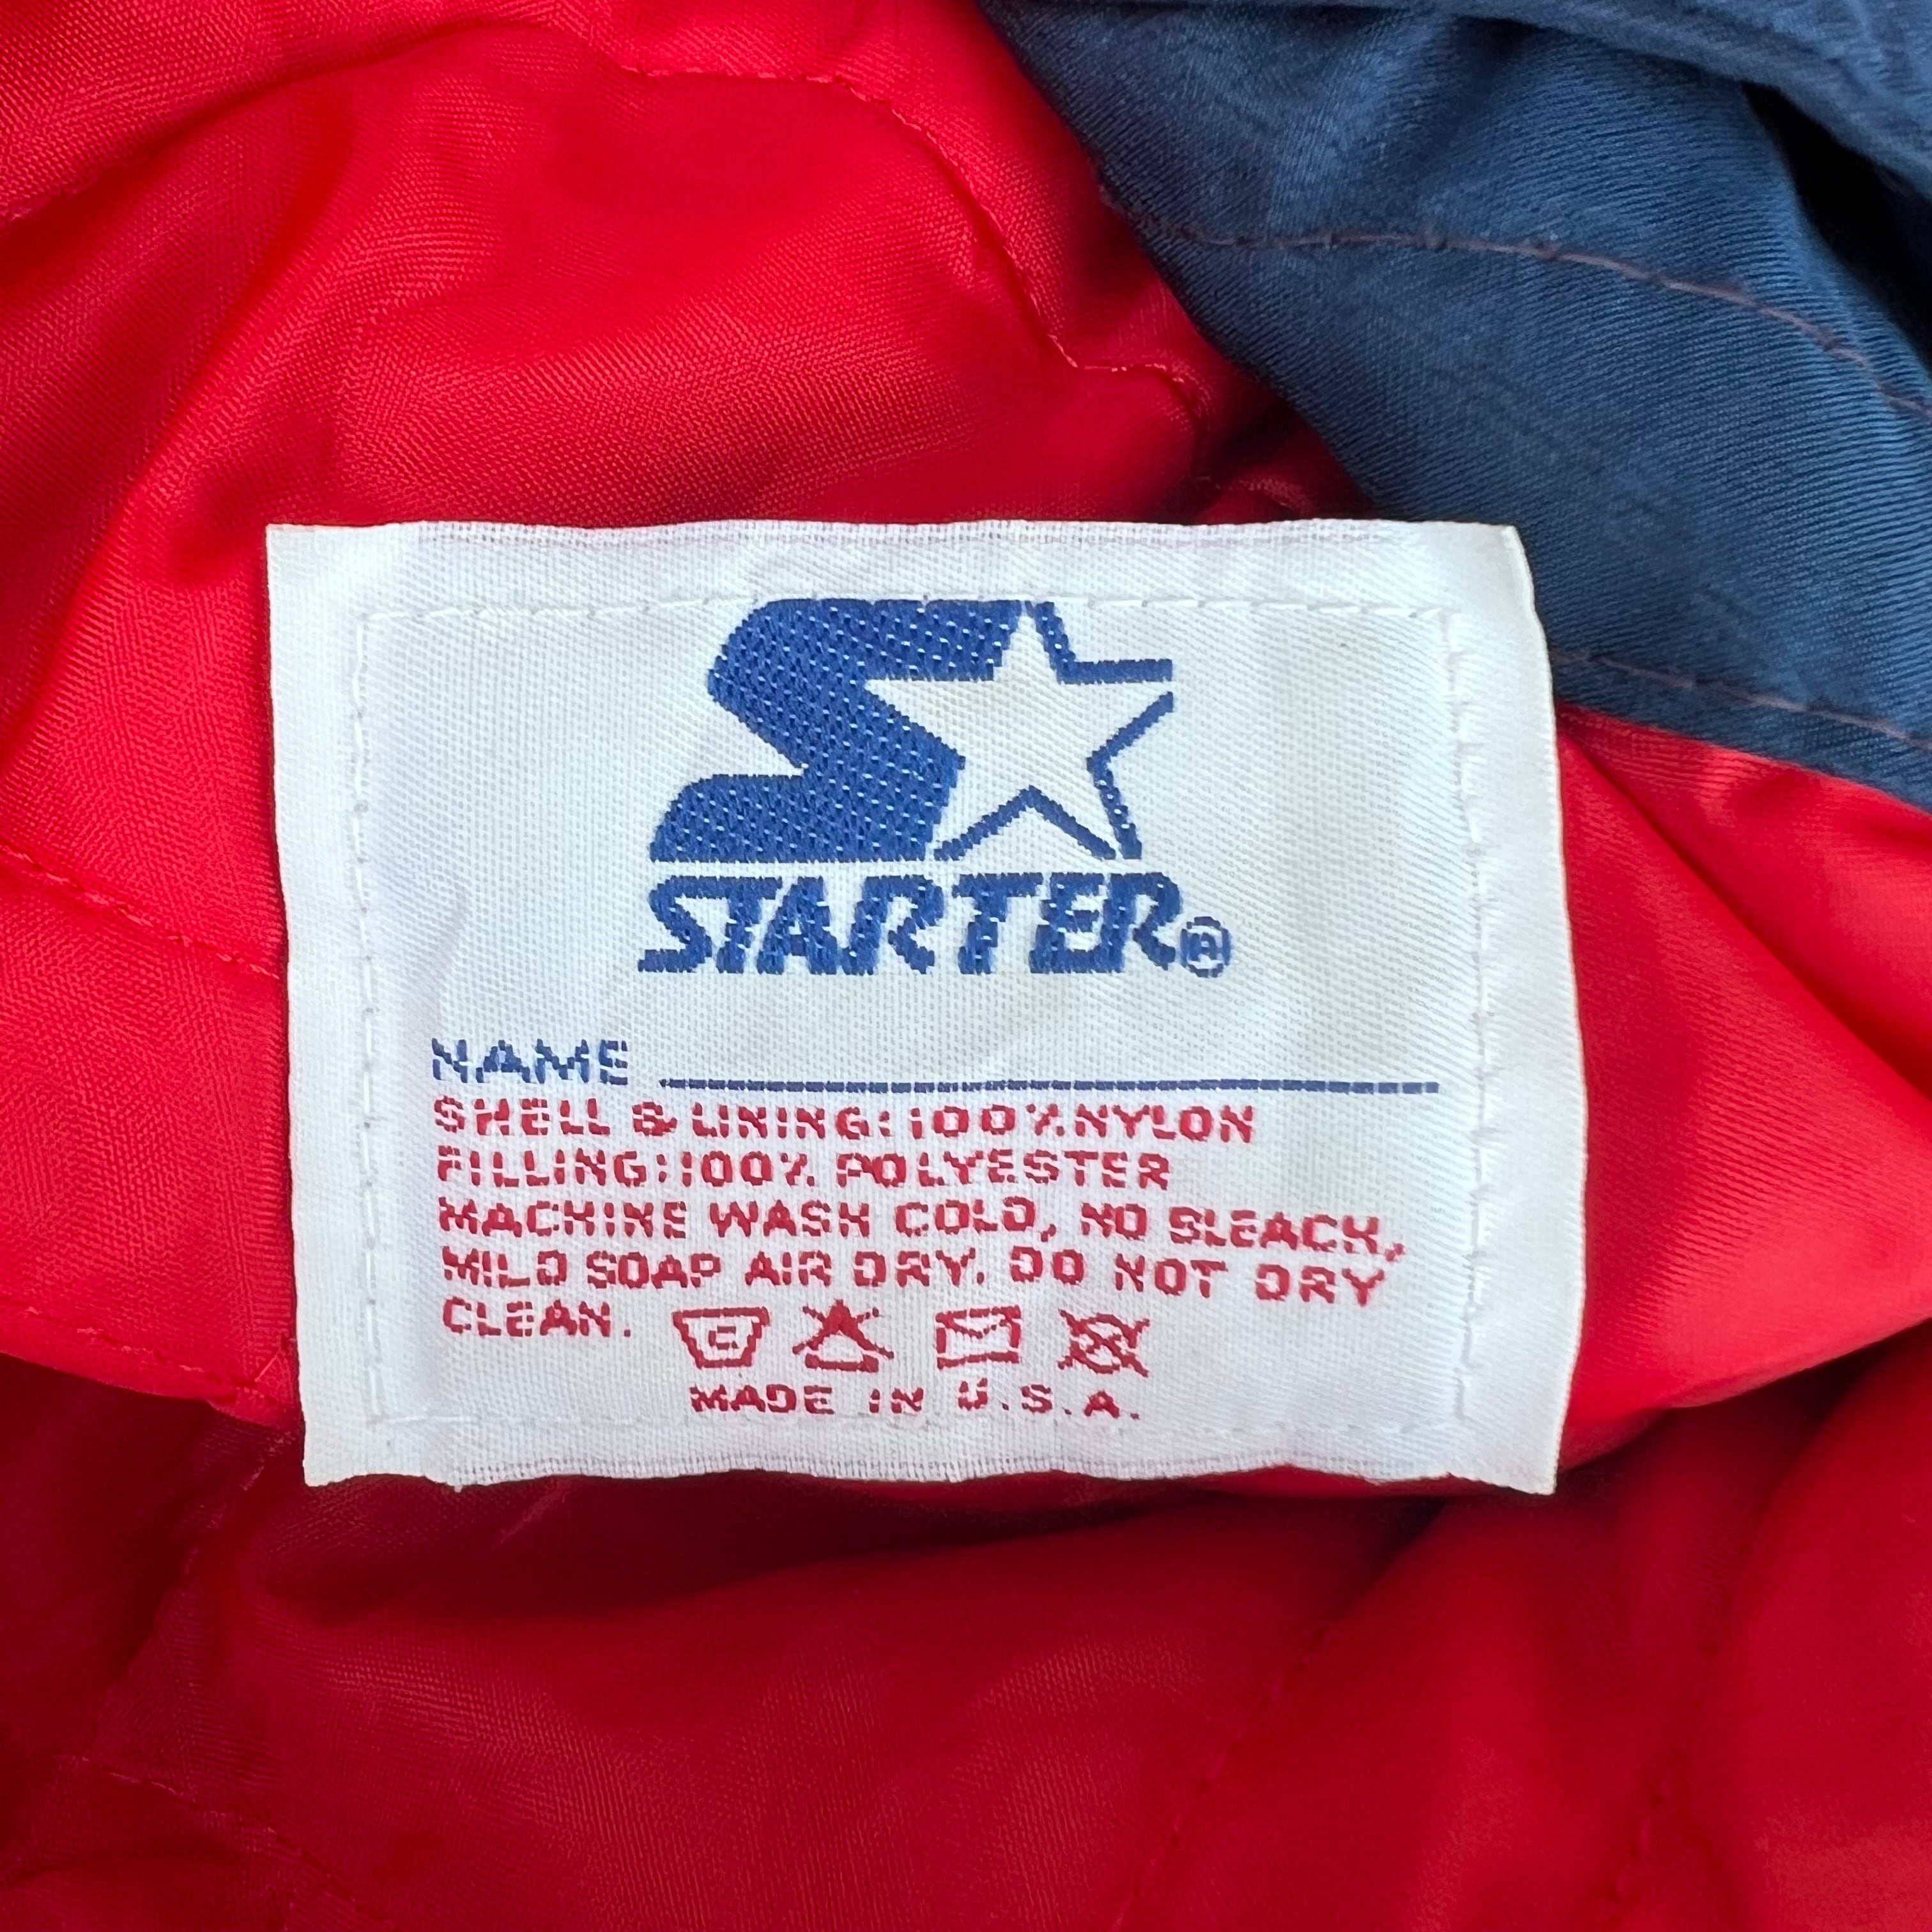 STARTER®
NAME
SHELL & LINING: 100% NYLON
FILLING: 100% POLYESTER
MACHINE WASH COLD, NO BLEACH,
MILD SOAP AIR DRY. DO NOT DRY
CLEAN. C
MADE IN U.S.A.